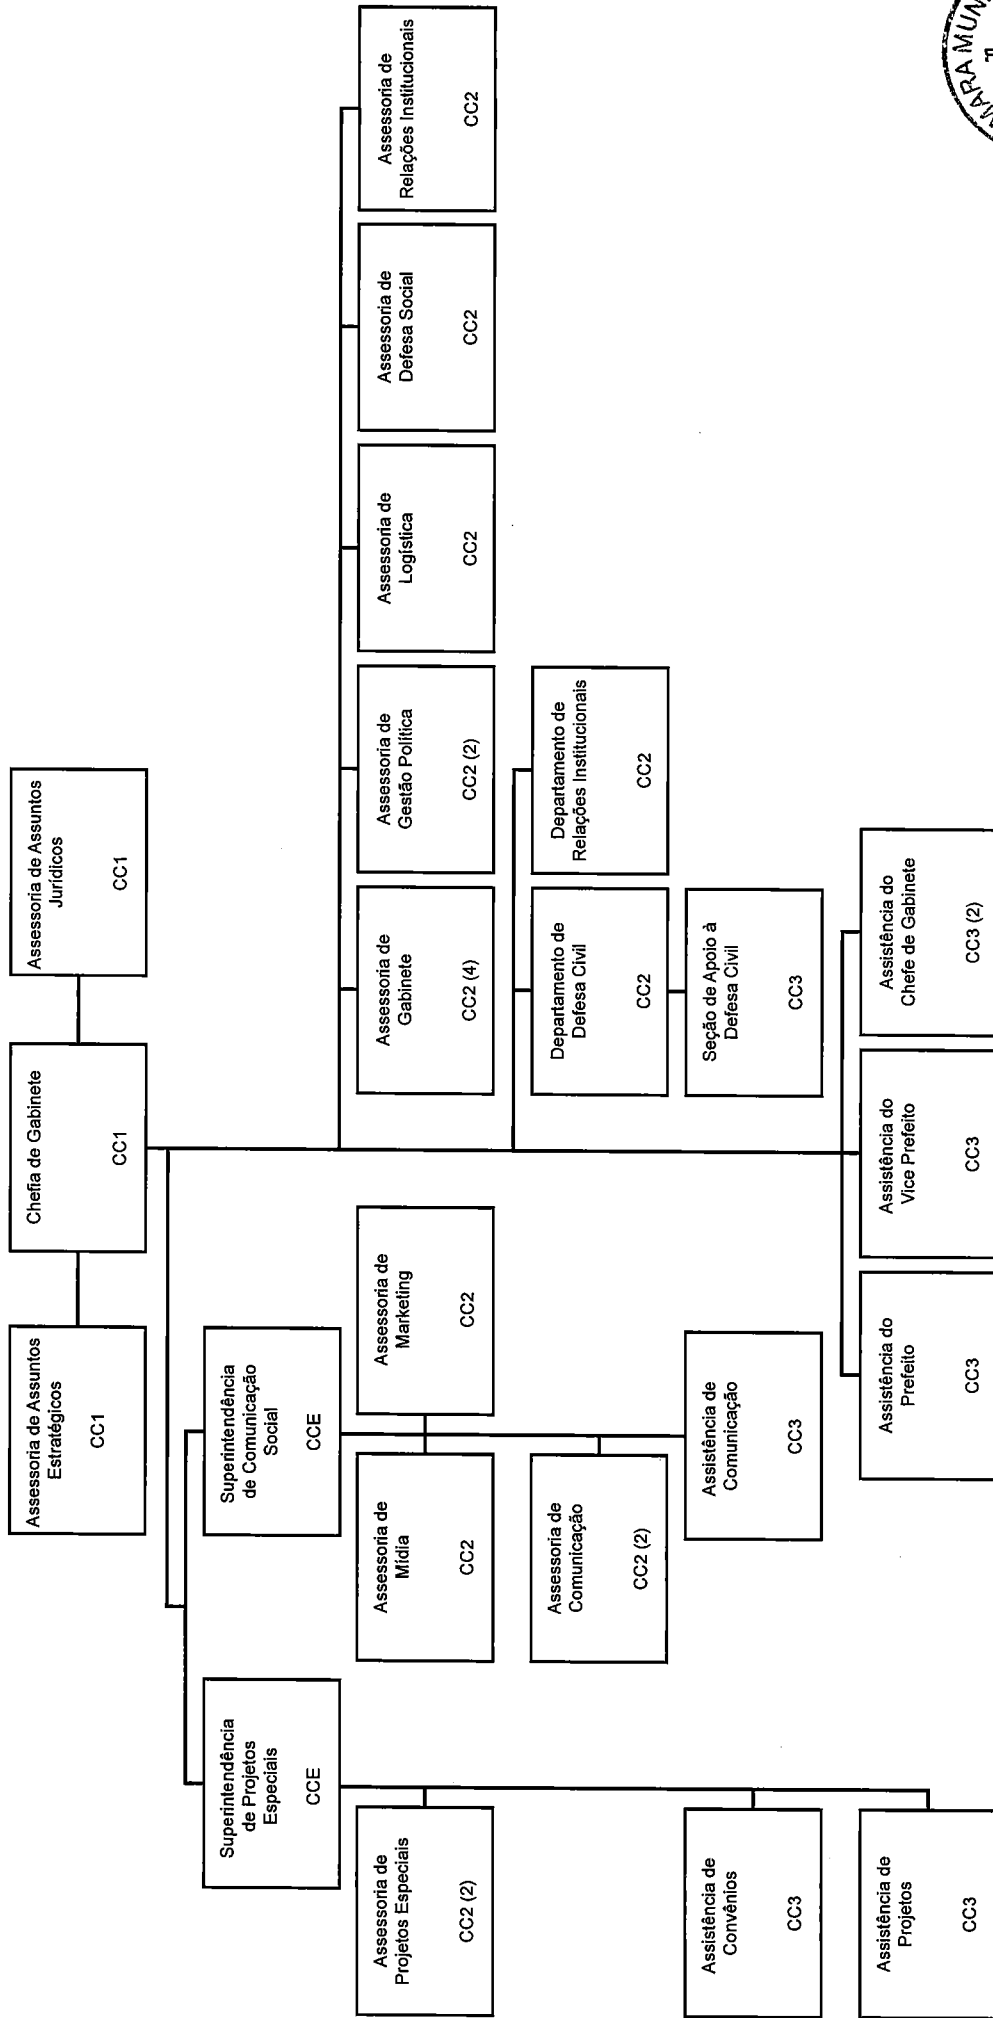 Assessoria de Assuntos
Estratégicos
CC1
Chefia de Gabinete
CC1
Assessoria de Assuntos
Jurídicos
CC1
Superintendência
de Projetos
Especiais
CCE
Superintendência
de Comunicação
Social
CCE
Assessoria de
Projetos Especiais
CC2 (2)
Assessoria de
Mídia
CC2
Assessoria de
Marketing
CC2
Assessoria de
Gabinete
CC2 (4)
Assessoria de
Gestão Política
CC2 (2)
Assessoria de
Logística
CC2
Assessoria de
Defesa Social
CC2
Assessoria de
Relações Institucionais
CC2
Assessoria de
Comunicação
CC2 (2)
Departamento de
Defesa Civil
CC2
Departamento de
Relações Institucionais
CC2
Assistência de
Convênios
CC3
Assistência de
Comunicação
CC3
Seção de Apoio à
Defesa Civil
CC3
Assistência de
Projetos
CC3
Assistência do
Prefeito
CC3
Assistência do
Vice Prefeito
CC3
Assistência do
Chefe de Gabinete
CC3 (2)